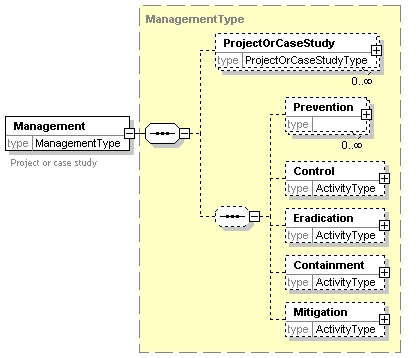 ManagementType
ProjectOrCaseStudy
type ProjectOrCaseStudyType
0..∞
Prevention
type
0..∞
Management
type ManagementType
Project or case study
Control
type ActivityType
Eradication
type ActivityType
Containment
type ActivityType
Mitigation
type ActivityType